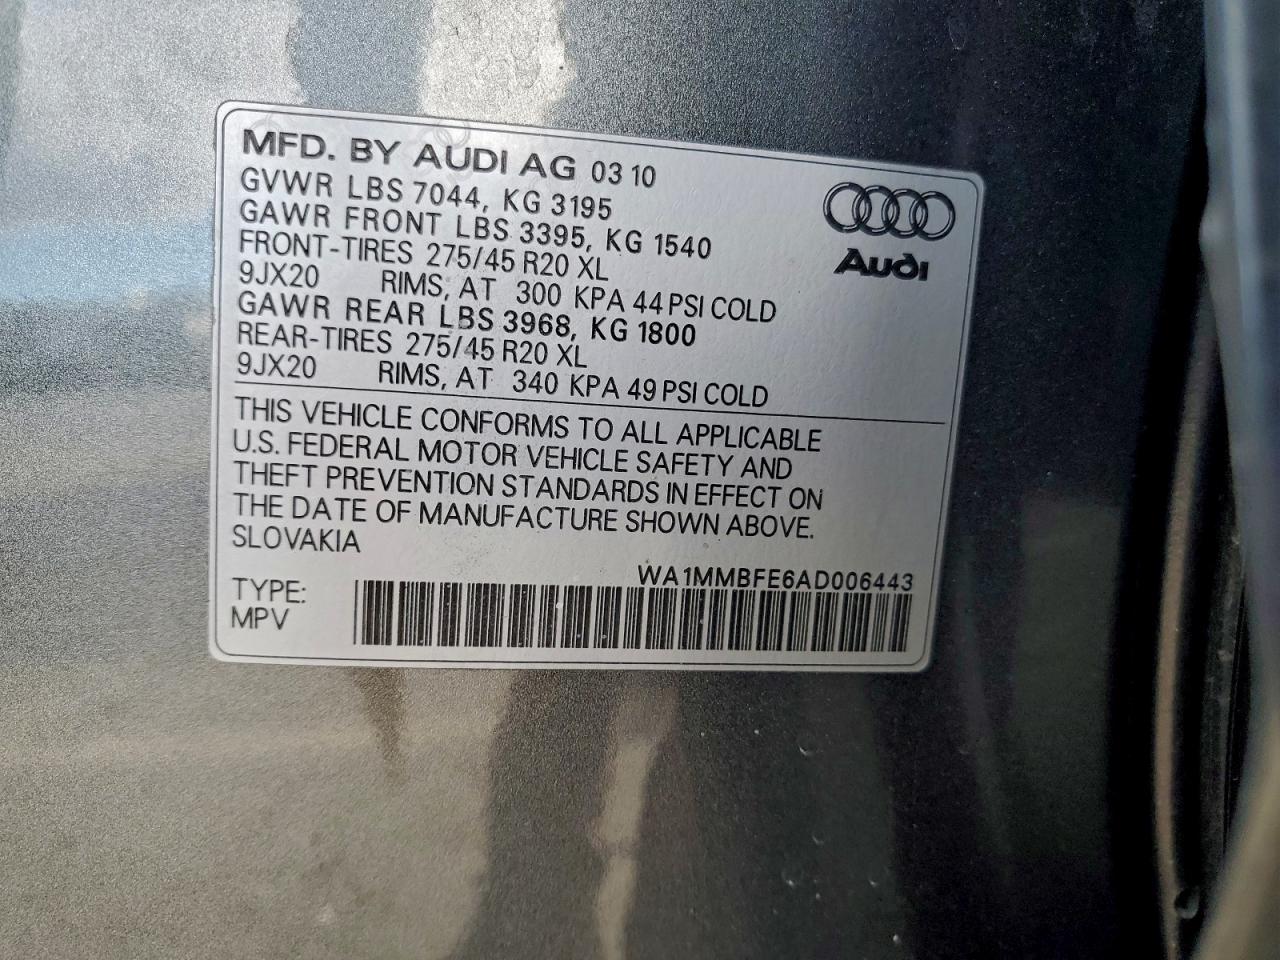 MFD. BY AUDI AG 03 10
GVWR LBS 7044, KG 3195
GAWR FRONT LBS 3395, KG 1540
FRONT-TIRES 275/45 R20 XL
9JX20 RIMS, AT 300 KPA 44 PSI COLD
GAWR REAR LBS 3968, KG 1800
REAR-TIRES 275/45 R20 XL
9JX20 RIMS, AT 340 KPA 49 PSI COLD
Audi
THIS VEHICLE CONFORMS TO ALL APPLICABLE
U.S. FEDERAL MOTOR VEHICLE SAFETY AND
THEFT PREVENTION STANDARDS IN EFFECT ON
THE DATE OF MANUFACTURE SHOWN ABOVE.
SLOVAKIA
WA1MMBFE6AD006443
TYPE:
MPV